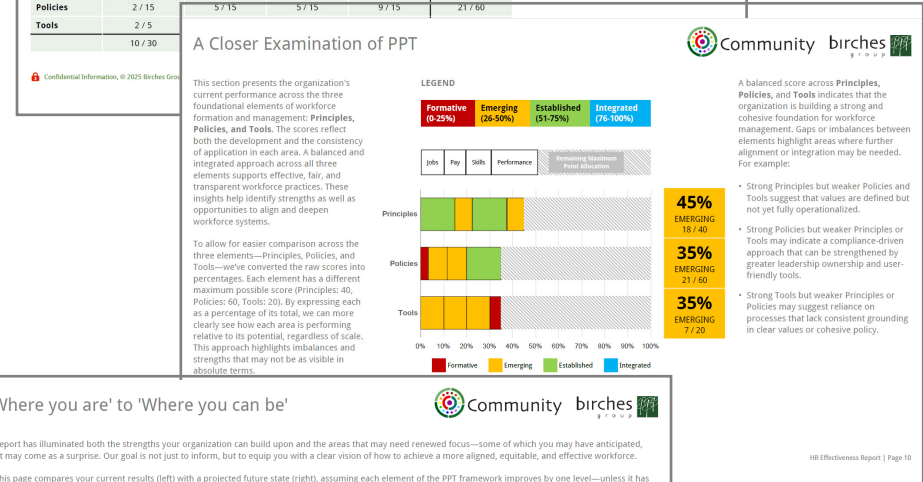 Policies 2 / 15 5 / 15 5 / 15 9 / 15 21 / 60
Tools 2 / 5
10 / 30
Confidential Information, © 2025 Birches Grou
A Closer Examination of PPT
Community birches group PPT
This section presents the organization's
current performance across the three
foundational elements of workforce
formation and management: Principles,
Policies, and Tools. The scores reflect
both the development and the consistency
of application in each area. A balanced and
integrated approach across all three
elements supports effective, fair, and
transparent workforce practices. These
insights help identify strengths as well as
opportunities to align and deepen
workforce systems.
To allow for easier comparison across the
three elements—Principles, Policies, and
Tools—we've converted the raw scores into
percentages. Each element has a different
maximum possible score (Principles: 40,
Policies: 60, Tools: 20). By expressing each
as a percentage of its total, we can more
clearly see how each area is performing
relative to its potential, regardless of scale.
This approach highlights imbalances and
strengths that may not be as visible in
absolute terms.
LEGEND
Formative (0-25%)
Emerging (26-50%)
Established (51-75%)
Integrated (76-100%)
Jobs Pay Skills Performance
Remaining Maximum
Point Allocation
Principles
Policies
Tools
0% 10% 20% 30% 40% 50% 60% 70% 80% 90% 100%
Formative Emerging Established Integrated
45%
EMERGING
18 / 40
35%
EMERGING
21 / 60
35%
EMERGING
7 / 20
A balanced score across Principles,
Policies, and Tools indicates that the
organization is building a strong and
cohesive foundation for workforce
management. Gaps or imbalances between
elements highlight areas where further
alignment or integration may be needed.
For example:
• Strong Principles but weaker Policies and
Tools suggest that values are defined but
not yet fully operationalized.
• Strong Policies but weaker Principles or
Tools may indicate a compliance-driven
approach that can be strengthened by
greater leadership ownership and user-
friendly tools.
• Strong Tools but weaker Principles or
Policies may suggest reliance on
processes that lack consistent grounding
in clear values or cohesive policy.
HR Effectiveness Report | Page 10
Where you are' to 'Where you can be'
Community birches group PPT
eport has illuminated both the strengths your organization can build upon and the areas that may need renewed focus—some of which you may have anticipated,
t may come as a surprise. Our goal is not just to inform, but to equip you with a clear vision of how to achieve a more aligned, equitable, and effective workforce.
his page compares your current results (left) with a projected future state (right), assuming each element of the PPT framework improves by one level—unless it has